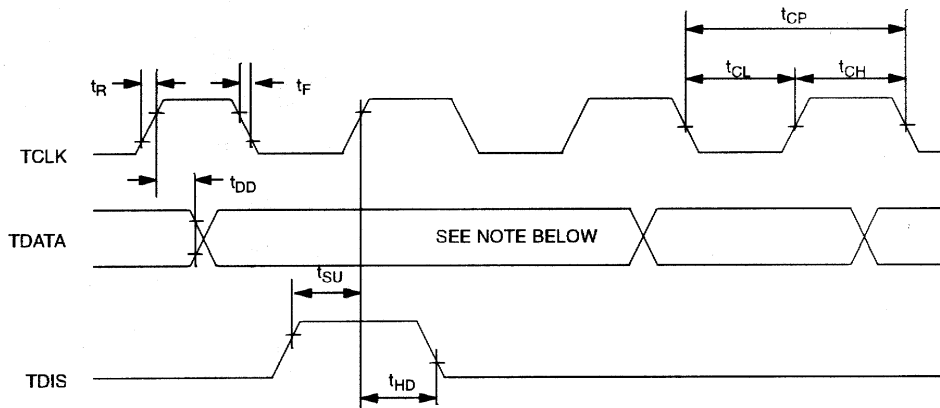 tCP
tR
tF
tCL
tCH
TCLK
tDD
TDATA
SEE NOTE BELOW
tSU
TDIS
tHD